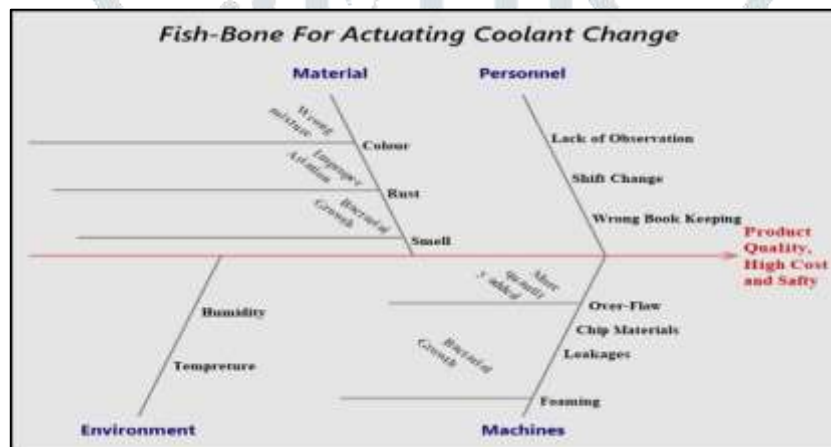 Fish-Bone For Actuating Coolant Change
Material
Personnel
Wrong
mixture
Colour
Lack of Observation
Improper
Rust
Shift Change
Bacterial
Growth
Smell
Wrong Book Keeping
Product
Quality,
High Cost
and Safty
More
y added
Over-Flow
Humidity
Chip Materials
Bacterial
Growth
Leakages
Tempreture
Foaming
Environment
Machines